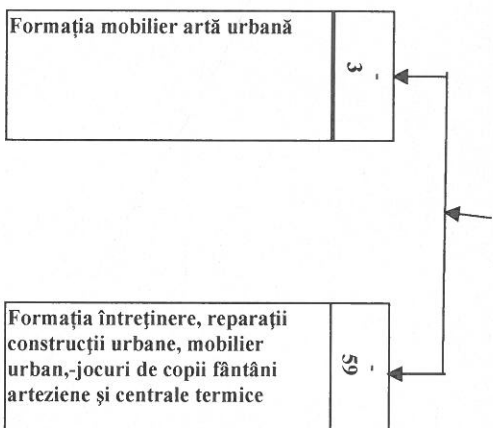 Formația mobilier artă urbană
-
3
Formația întreținere, reparații
construcții urbane, mobilier
urban,-jocuri de copii fântâni
arteziene și centrale termice
-
59